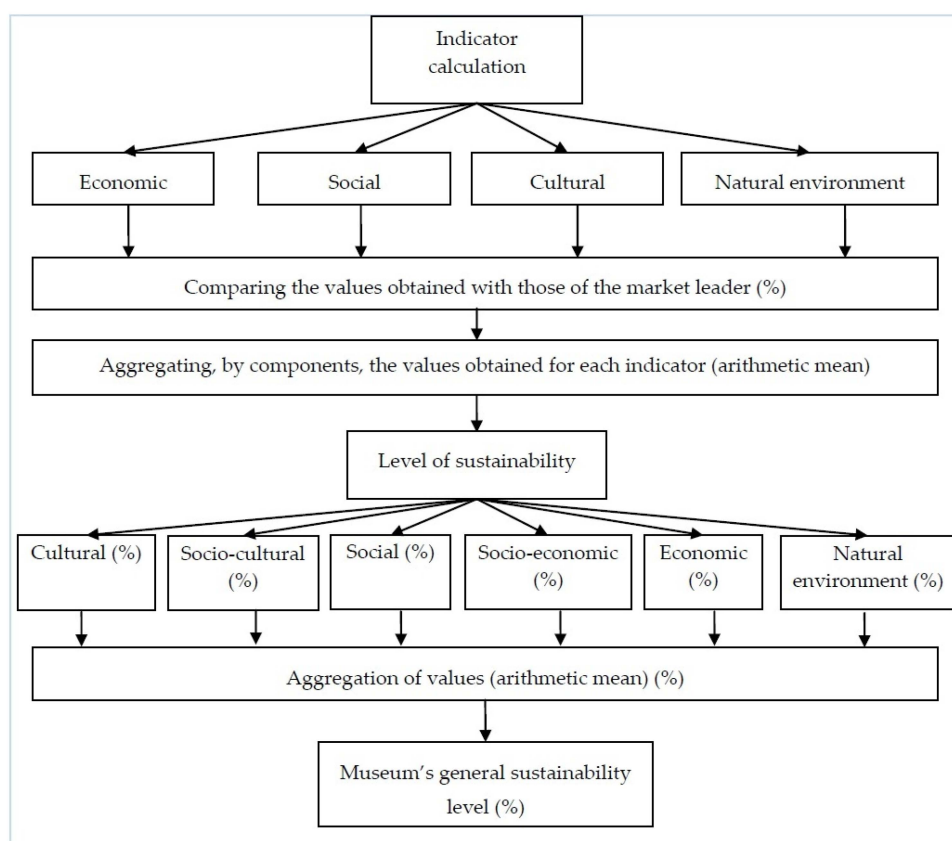 Indicator
calculation
Economic
Social
Cultural
Natural environment
Comparing the values obtained with those of the market leader (%)
Aggregating, by components, the values obtained for each indicator (arithmetic mean)
Level of sustainability
Cultural (%)
Socio-cultural
(%)
Social (%)
Socio-economic
(%)
Economic
(%)
Natural
environment (%)
Aggregation of values (arithmetic mean) (%)
Museum’s general sustainability
level (%)